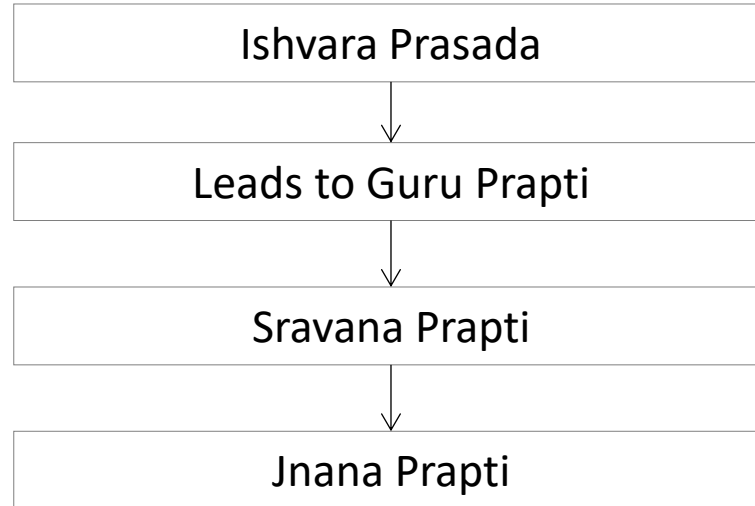 Ishvara Prasada
Leads to Guru Prapti
Sravana Prapti
Jnana Prapti